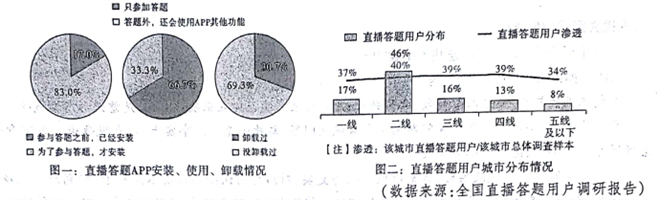 只参加答题
答题外，还会使用APP其他功能
17.0%
83.0%
33.3%
66.7%
30.7%
69.3%
参与答题之前，已经安装
为了参与答题，才安装
卸载过
没卸载过
图一：直播答题APP安装、使用、卸载情况
直播答题用户分布
直播答题用户渗透
37%
46%
39%
39%
34%
17%
40%
16%
13%
8%
一线
二线
三线
四线
五线
及以下
【注】渗透：该城市直播答题用户/该城市总体调查样本
图二：直播答题用户城市分布情况
(数据来源:全国直播答题用户调研报告)